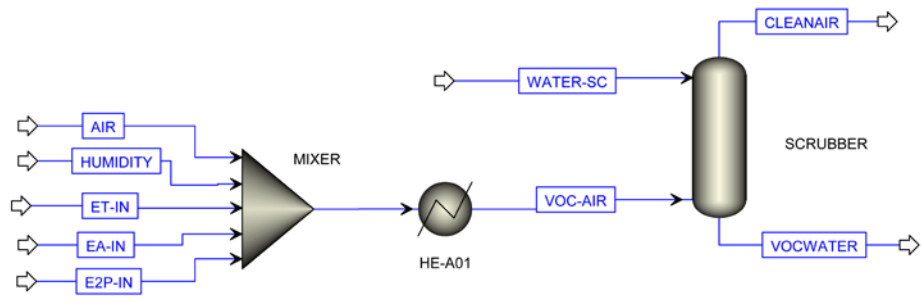 CLEANAIR
WATER-SC
AIR
SCRUBBER
MIXER
HUMIDITY
VOC-AIR
ET-IN
EA-IN
VOCWATER
HE-A01
E2P-IN